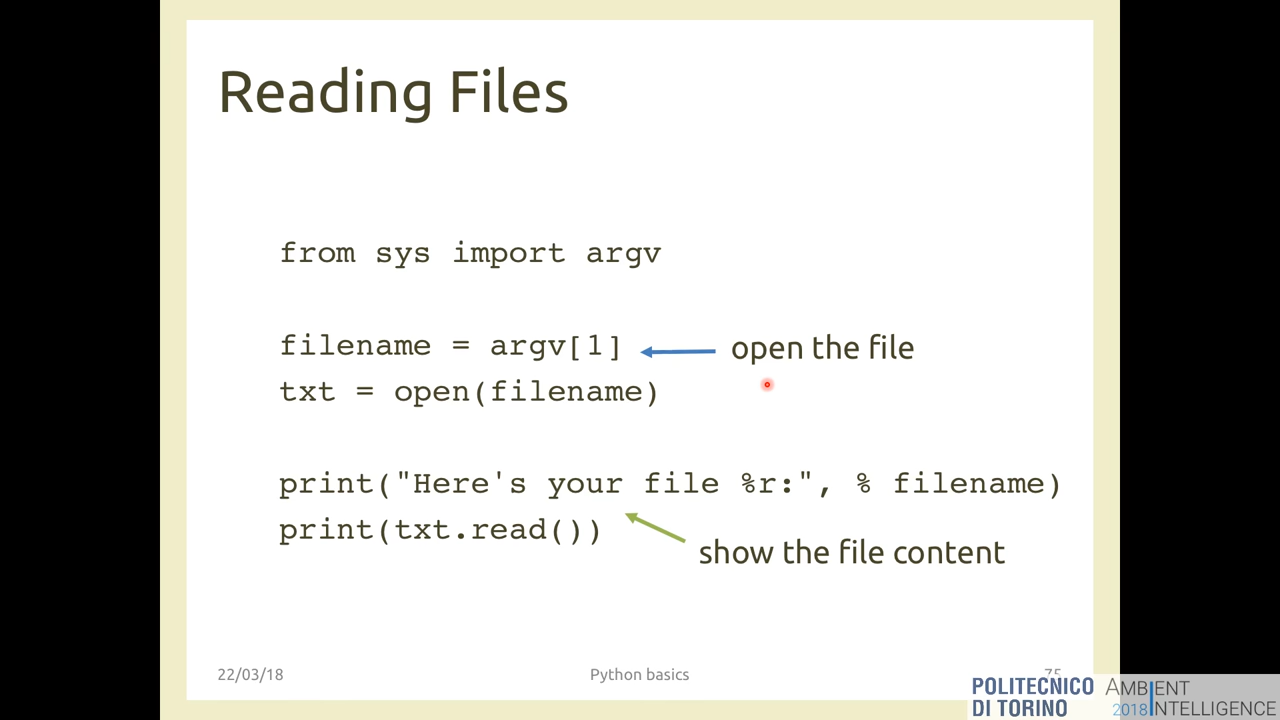 Reading Files
from sys import argv
filename = argv[1]
open the file
txt = open(filename)
print("Here's your file %r:", % filename)
print(txt.read())
show the file content
22/03/18
Python basics
75
POLITECNICO
DI TORINO
AMBIENT
2018 INTELLIGENCE